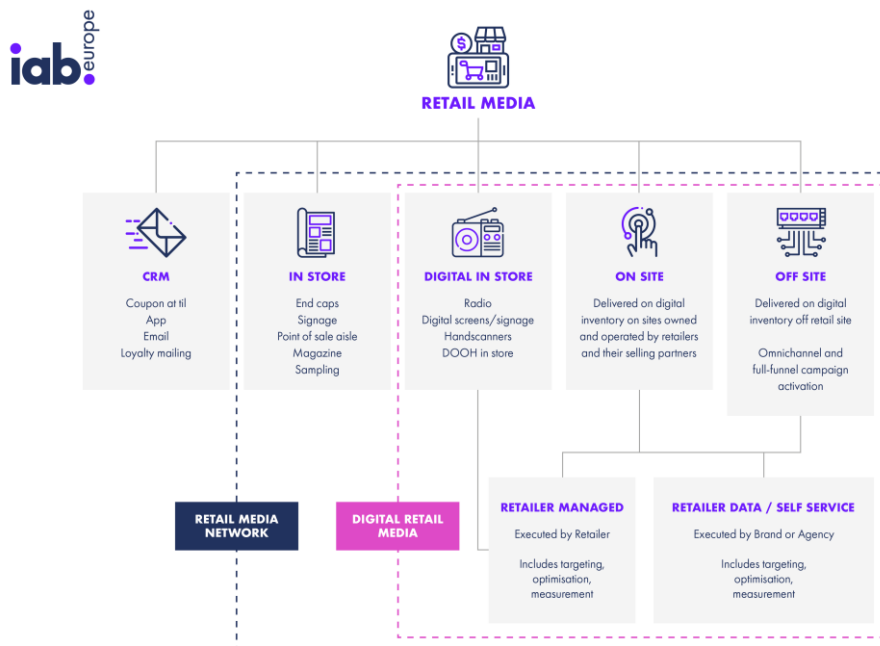 iab.
europe
RETAIL MEDIA
CRM
Coupon at til
App
Email
Loyalty mailing
IN STORE
End caps
Signage
Point of sale aisle
Magazine
Sampling
DIGITAL IN STORE
Radio
Digital screens/signage
Handscanners
DOOH in store
ON SITE
Delivered on digital
inventory on sites owned
and operated by retailers
and their selling partners
OFF SITE
Delivered on digital
inventory off retail site
Omnichannel and
full-funnel campaign
activation
RETAIL MEDIA
NETWORK
DIGITAL RETAIL
MEDIA
RETAILER MANAGED
Executed by Retailer
Includes targeting,
optimisation,
measurement
RETAILER DATA / SELF SERVICE
Executed by Brand or Agency
Includes targeting,
optimisation,
measurement